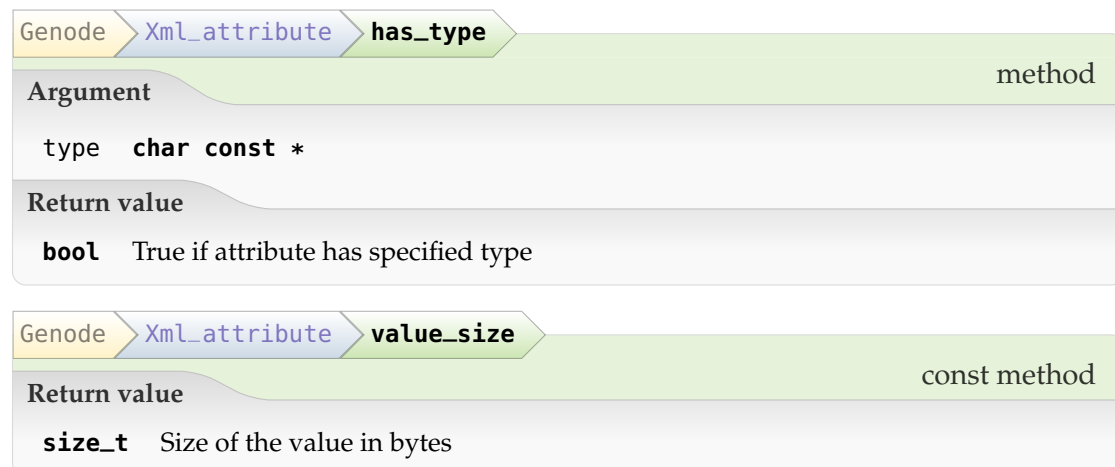 Genode Xml_attribute has_type
method
Argument
type char const *
Return value
bool True if attribute has specified type
Genode Xml_attribute value_size
const method
Return value
size_t Size of the value in bytes